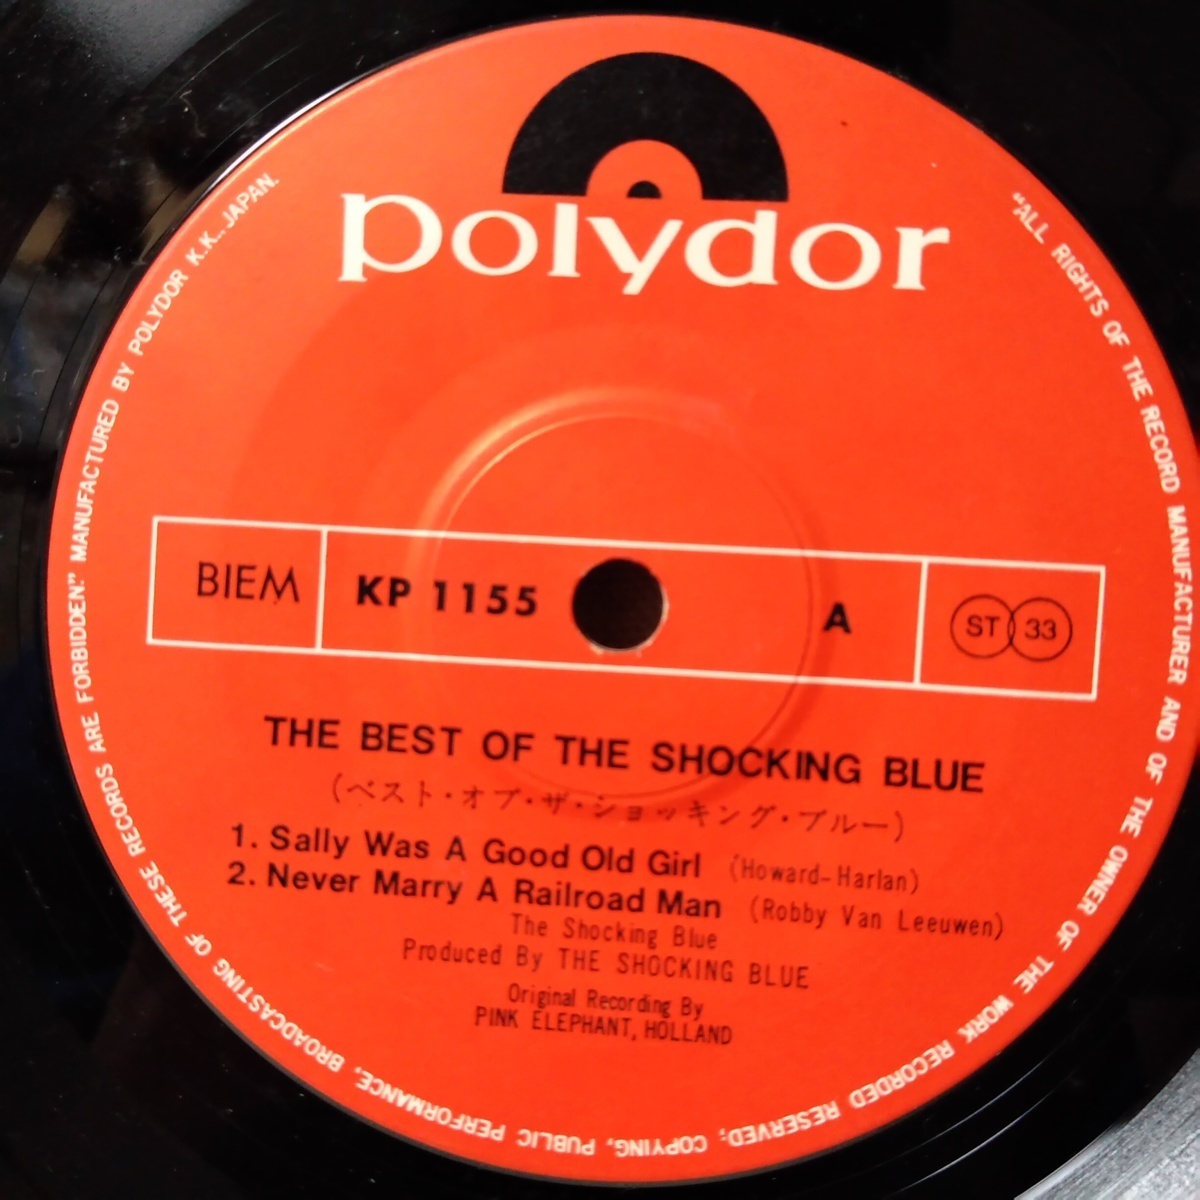 polydor
BIEM
KP 1155
A
ST 33
THE BEST OF THE SHOCKING BLUE
(ベスト・オブ・ザ・ショッキング・ブルー)
1. Sally Was A Good Old Girl (Howard-Harlan)
2. Never Marry A Railroad Man (Robby Van Leeuwen)
The Shocking Blue
Produced By THE SHOCKING BLUE
Original Recording By
PINK ELEPHANT, HOLLAND
"ALL RIGHTS OF THE RECORD MANUFACTURER AND OF THE OWNER OF THE WORK RECORDED RESERVED; COPYING, PUBLIC PERFORMANCE, BROADCASTING OF THESE RECORDS ARE FORBIDDEN." MANUFACTURED BY POLYDOR K.K., JAPAN.